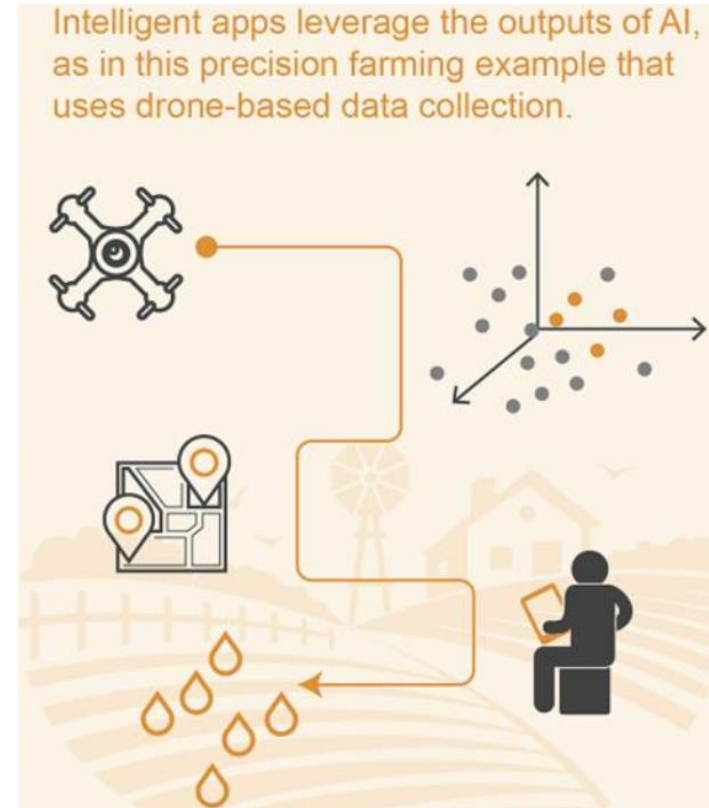 Intelligent apps leverage the outputs of AI,
as in this precision farming example that
uses drone-based data collection.